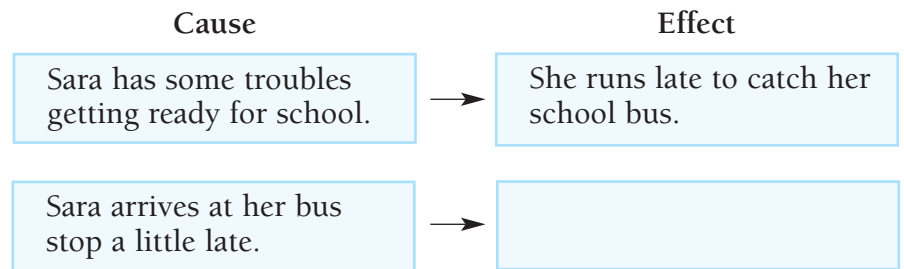 Cause
Effect
Sara has some troubles
getting ready for school.
She runs late to catch her
school bus.
Sara arrives at her bus
stop a little late.